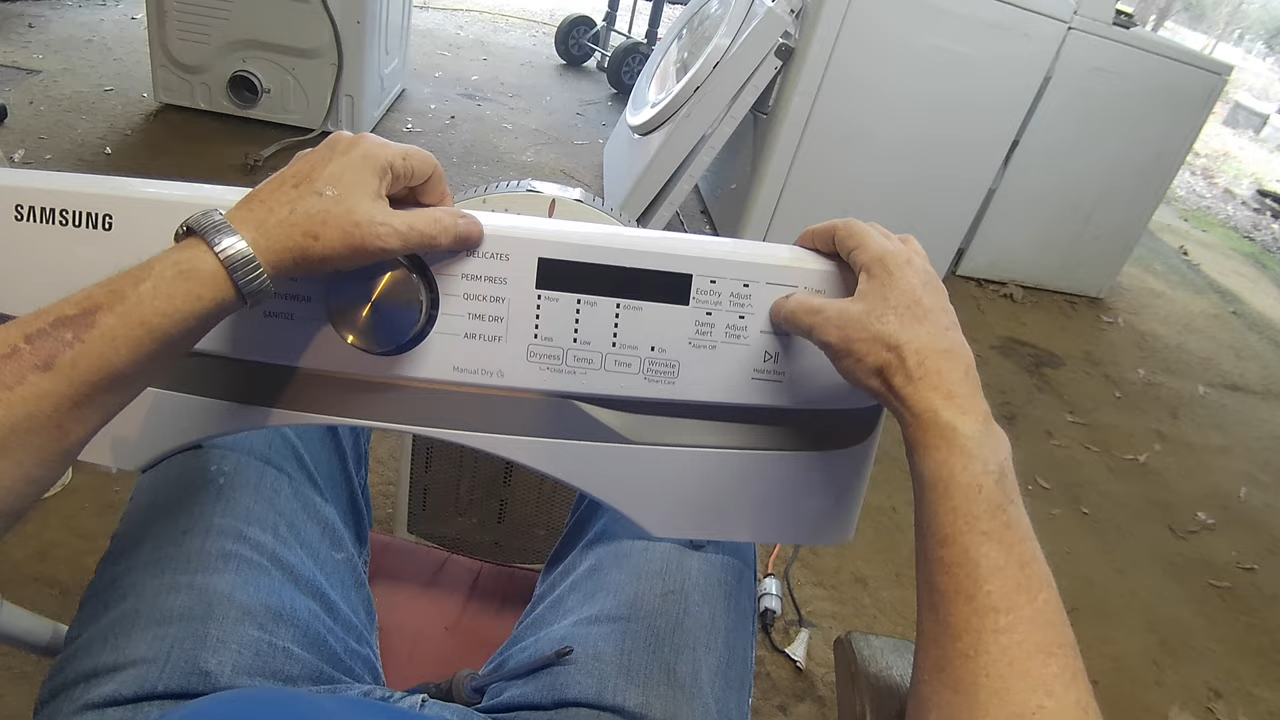 SAMSUNG
DELICATES
PERM PRESS
QUICK DRY
TIME DRY
AIR FLUFF
TIVEWEAR
SANITIZE
Manual Dry
More
High
60 min
Less
Low
20 min
On
Dryness
Temp.
Time
Wrinkle
Prevent
*Child Lock
*Smart Care
Eco Dry
*Drum Light
Adjust
Time
Damp
Alert
*Alarm Off
Adjust
Time
Hold to Start